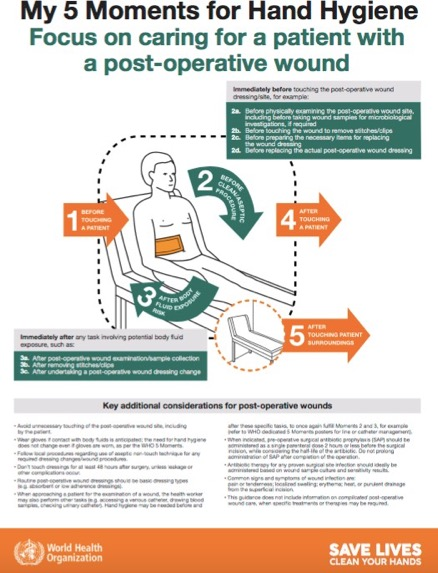 My 5 Moments for Hand Hygiene
Focus on caring for a patient with
a post-operative wound
Immediately before touching the post-operative wound
dressing/site, for example:
2a. Before physically examining the post-operative wound site,
including before taking wound samples for microbiological
investigations, if required
2b. Before touching the wound to remove stitches/clips
2c. Before preparing the necessary items for replacing
the wound dressing
2d. Before replacing the actual post-operative wound dressing
1
BEFORE
TOUCHING
A PATIENT
2
BEFORE
CLEAN/ASEPTIC
PROCEDURE
4
AFTER
TOUCHING
A PATIENT
3
AFTER BODY
FLUID EXPOSURE
RISK
5
AFTER
TOUCHING PATIENT
SURROUNDINGS
Immediately after any task involving potential body fluid
exposure, such as:
3a. After post-operative wound examination/sample collection
3b. After removing stitches/clips
3c. After undertaking a post-operative wound dressing change
Key additional considerations for post-operative wounds
• Avoid unnecessary touching of the post-operative wound site, including
by the patient.
• Wear gloves if contact with body fluids is anticipated; the need for hand hygiene
does not change even if gloves are worn, as per the WHO 5 Moments.
• Follow local procedures regarding use of aseptic non-touch technique for any
required dressing changes/wound procedures.
• Don't touch dressings for at least 48 hours after surgery, unless leakage or
other complications occur.
• Routine post-operative wound dressings should be basic dressing types
(e.g. absorbent or low adherence dressings).
• When approaching a patient for the examination of a wound, the health worker
may also perform other tasks (e.g. accessing a venous catheter, drawing blood
samples, checking urinary catheter). Hand hygiene may be needed before and
after these specific tasks, to once again fulfill Moments 2 and 3, for example
(refer to WHO dedicated 5 Moments posters for line or catheter management).
• When indicated, pre-operative surgical antibiotic prophylaxis (SAP) should be
administered as a single parenteral dose 2 hours or less before the surgical
incision, while considering the half-life of the antibiotic. Do not prolong
administration of SAP after completion of the operation.
• Antibiotic therapy for any proven surgical site infection should ideally be
administered based on wound sample culture and sensitivity results.
• Common signs and symptoms of wound infection are:
pain or tenderness; localized swelling; erythema; heat; or purulent drainage
from the superficial incision.
• This guidance does not include information on complicated post-operative
wound care, when specific treatments or therapies may be required.
World Health
Organization
SAVE LIVES
CLEAN YOUR HANDS